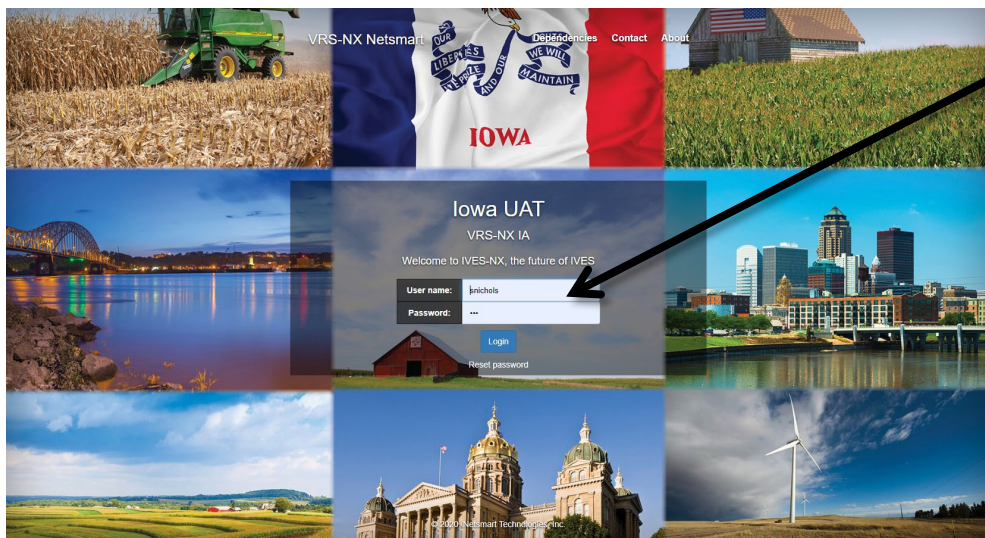 VRS-NX Netsmart Dependencies Contact About
OUR LIBERTIES WE PRIZE AND OUR RIGHTS WE WILL MAINTAIN
IOWA
Iowa UAT
VRS-NX IA
Welcome to IVES-NX, the future of IVES
User name: snichols
Password: •••
Login
Reset password
© 2020, Netsmart Technologies, Inc.